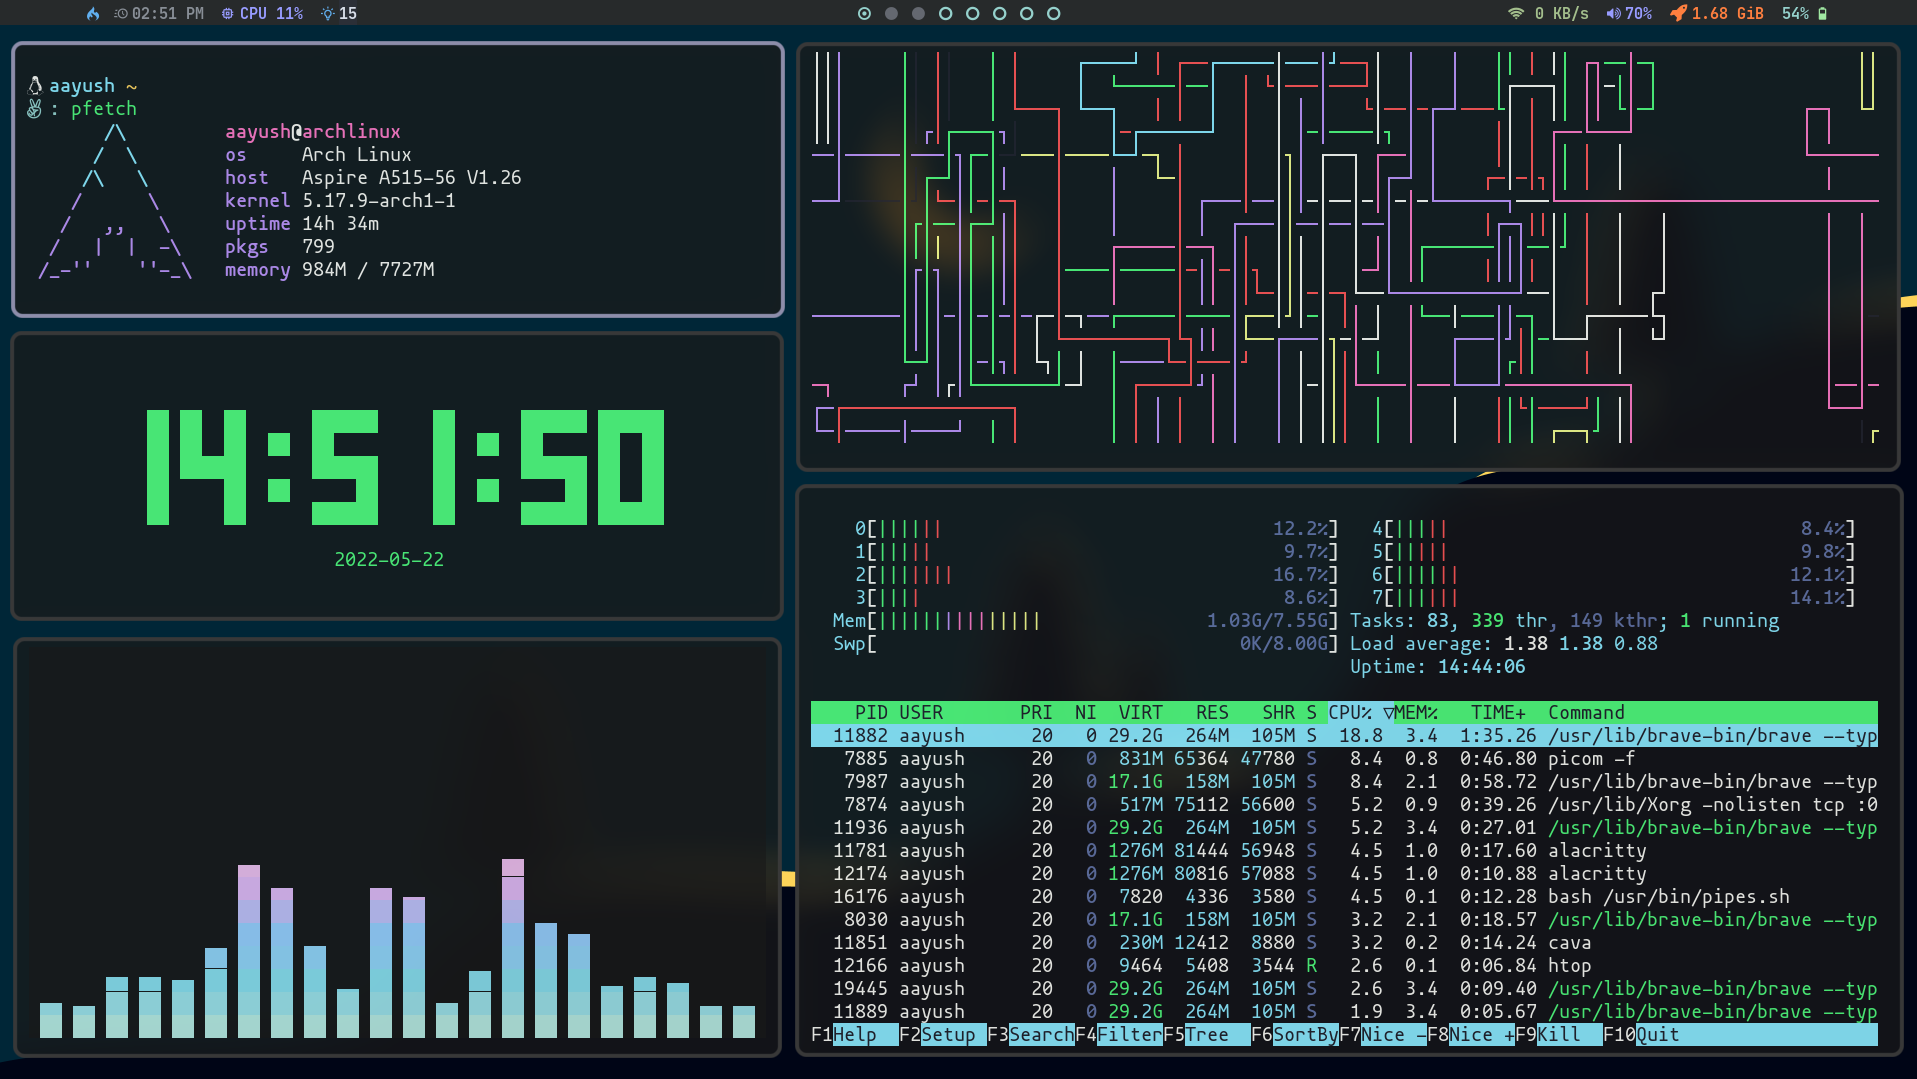 02:51 PM CPU 11% 15
0 KB/s 70% 1.68 GiB 54%
aayush ~
: pfetch
aayush@archlinux
os Arch Linux
host Aspire A515-56 V1.26
kernel 5.17.9-arch1-1
uptime 14h 34m
pkgs 799
memory 984M / 7727M
14:51:50
2022-05-22
0[|||||| 12.2%] 4[||||| 8.4%]
1[||||| 9.7%] 5[||||| 9.8%]
2[||||||| 16.7%] 6[|||||| 12.1%]
3[|||| 8.6%] 7[|||||| 14.1%]
Mem[||||||||||||||| 1.03G/7.55G] Tasks: 83, 339 thr, 149 kthr; 1 running
Swp[ 0K/8.00G] Load average: 1.38 1.38 0.88
Uptime: 14:44:06
PID USER PRI NI VIRT RES SHR S CPU% ▽MEM% TIME+ Command
11882 aayush 20 0 29.2G 264M 105M S 18.8 3.4 1:35.26 /usr/lib/brave-bin/brave --typ
7885 aayush 20 0 831M 65364 47780 S 8.4 0.8 0:46.80 picom -f
7987 aayush 20 0 17.1G 158M 105M S 8.4 2.1 0:58.72 /usr/lib/brave-bin/brave --typ
7874 aayush 20 0 517M 75112 56600 S 5.2 0.9 0:39.26 /usr/lib/Xorg -nolisten tcp :0
11936 aayush 20 0 29.2G 264M 105M S 5.2 3.4 0:27.01 /usr/lib/brave-bin/brave --typ
11781 aayush 20 0 1276M 81444 56948 S 4.5 1.0 0:17.60 alacritty
12174 aayush 20 0 1276M 80816 57088 S 4.5 1.0 0:10.88 alacritty
16176 aayush 20 0 7820 4336 3580 S 4.5 0.1 0:12.28 bash /usr/bin/pipes.sh
8030 aayush 20 0 17.1G 158M 105M S 3.2 2.1 0:18.57 /usr/lib/brave-bin/brave --typ
11851 aayush 20 0 230M 12412 8880 S 3.2 0.2 0:14.24 cava
12166 aayush 20 0 9464 5408 3544 R 2.6 0.1 0:06.84 htop
19445 aayush 20 0 29.2G 264M 105M S 2.6 3.4 0:09.40 /usr/lib/brave-bin/brave --typ
11889 aayush 20 0 29.2G 264M 105M S 1.9 3.4 0:05.67 /usr/lib/brave-bin/brave --typ
F1Help F2Setup F3SearchF4FilterF5Tree F6SortByF7Nice -F8Nice +F9Kill F10Quit